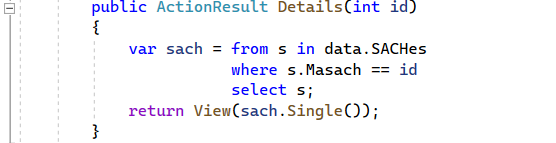 public ActionResult Details(int id)
{
var sach = from s in data.SACHes
where s.Masach == id
select s;
return View(sach.Single());
}